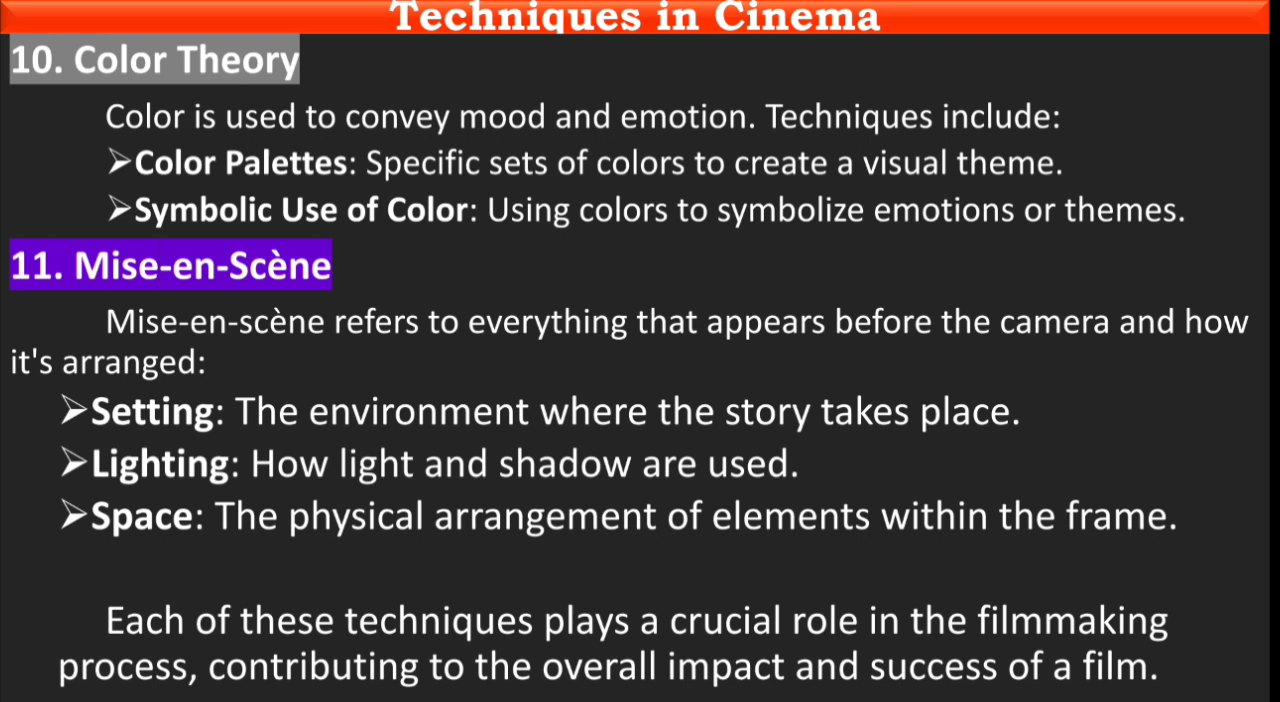 Techniques in Cinema
10. Color Theory
Color is used to convey mood and emotion. Techniques include:
➢Color Palettes: Specific sets of colors to create a visual theme.
➢Symbolic Use of Color: Using colors to symbolize emotions or themes.
11. Mise-en-Scène
Mise-en-scène refers to everything that appears before the camera and how
it's arranged:
➢Setting: The environment where the story takes place.
➢Lighting: How light and shadow are used.
➢Space: The physical arrangement of elements within the frame.
Each of these techniques plays a crucial role in the filmmaking
process, contributing to the overall impact and success of a film.